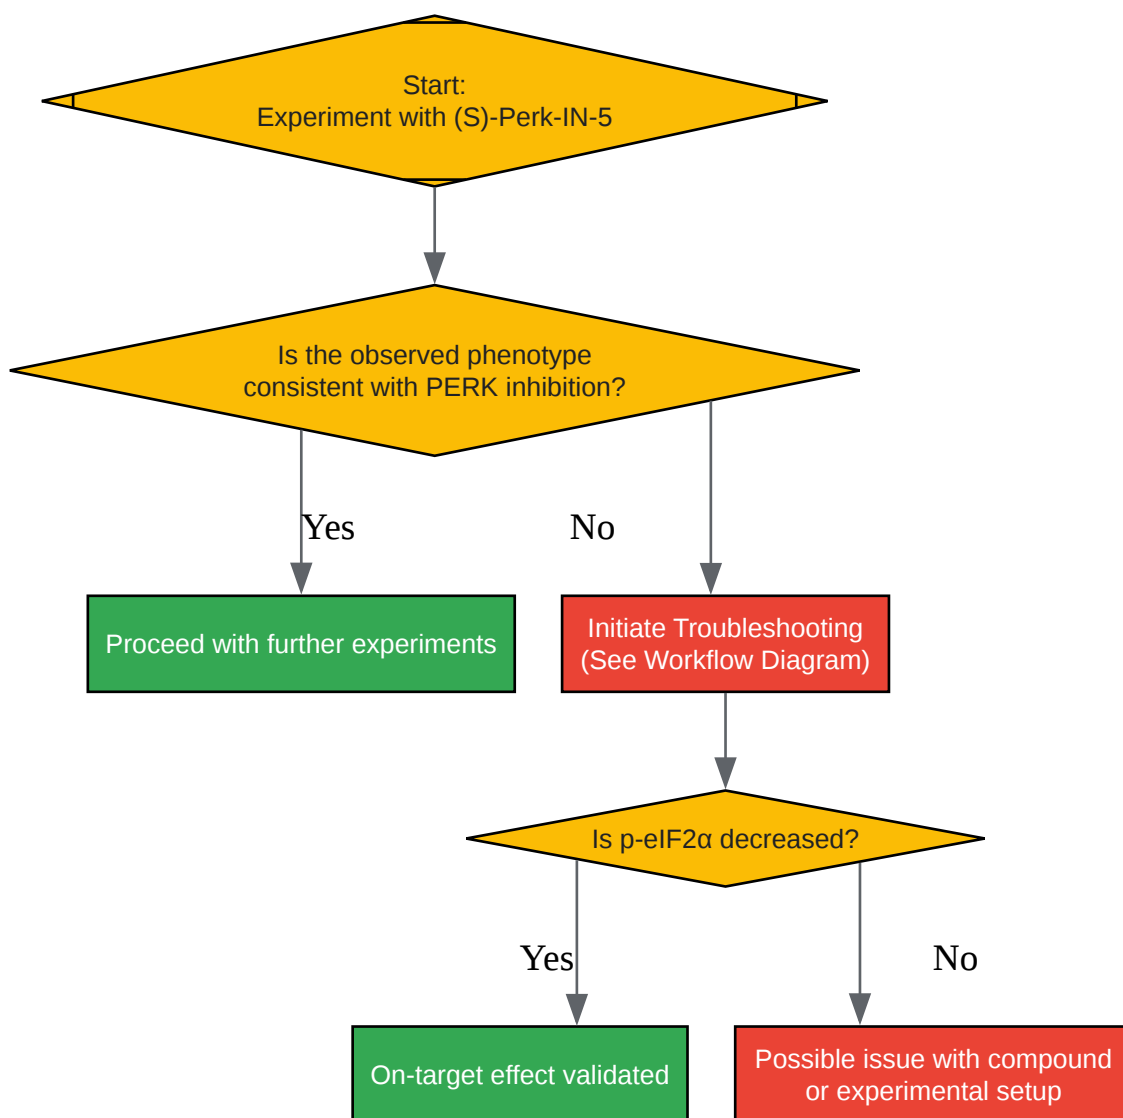 Start:
Experiment with (S)-Perk-IN-5
Is the observed phenotype
consistent with PERK inhibition?
Yes
No
Proceed with further experiments
Initiate Troubleshooting
(See Workflow Diagram)
Is p-eIF2α decreased?
Yes
No
On-target effect validated
Possible issue with compound
or experimental setup